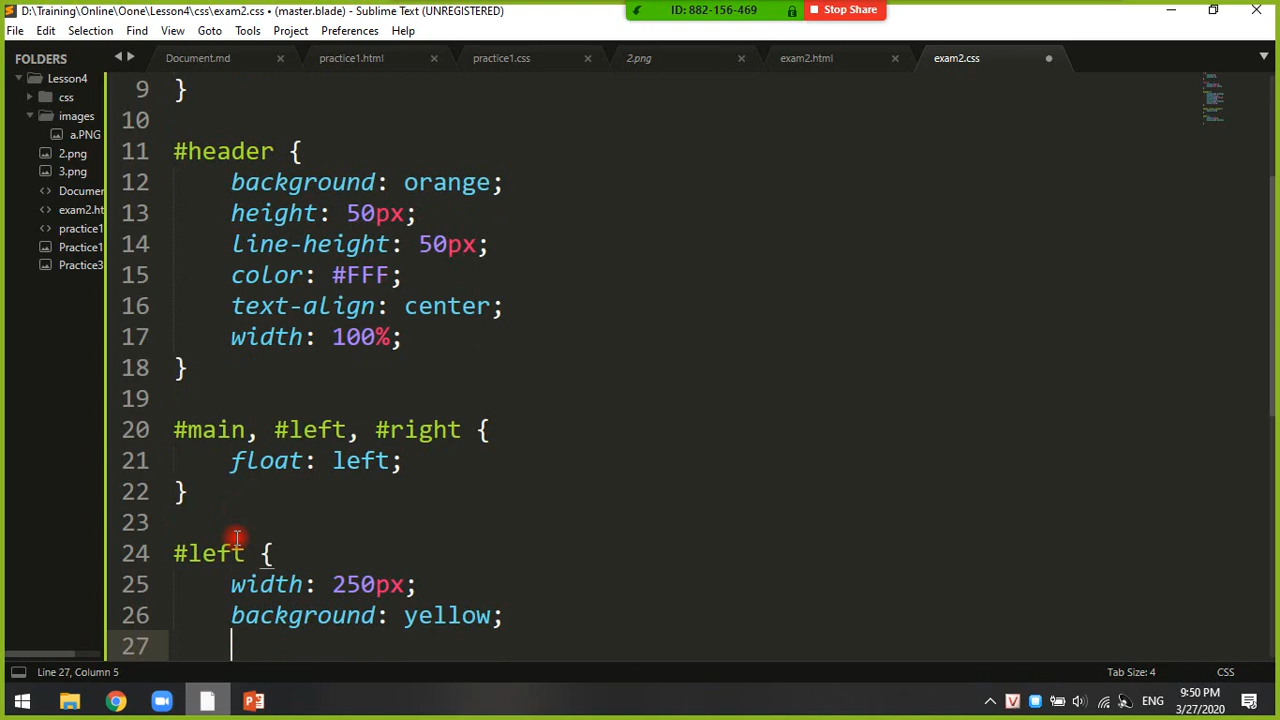 D:\Training\Online\Oone\Lesson4\css\exam2.css • (master.blade) - Sublime Text (UNREGISTERED)
ID: 882-156-469
Stop Share
File Edit Selection Find View Goto Tools Project Preferences Help
FOLDERS
Lesson4
css
images
a.PNG
2.png
3.png
Documen
exam2.ht
practice1
Practice1
Practice3
Document.md
practice1.html
practice1.css
2.png
exam2.html
exam2.css
9 }
10
11 #header {
12 background: orange;
13 height: 50px;
14 line-height: 50px;
15 color: #FFF;
16 text-align: center;
17 width: 100%;
18 }
19
20 #main, #left, #right {
21 float: left;
22 }
23
24 #left {
25 width: 250px;
26 background: yellow;
27
Line 27, Column 5
Tab Size: 4
CSS
ENG
9:50 PM
3/27/2020